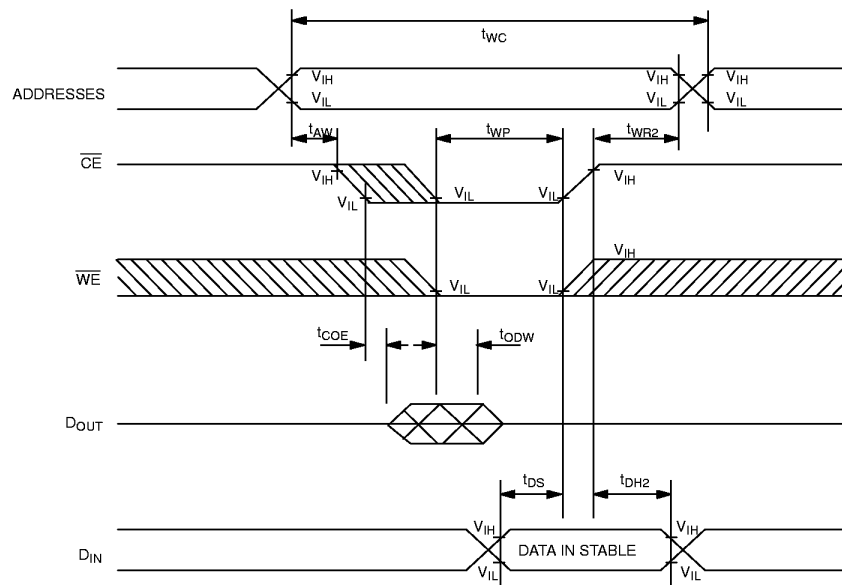 tWC
VIH VIH VIH
ADDRESSES
VIL VIL VIL
tAW tWP tWR2
CE
VIH VIH
VIL VIL VIL
VIH
WE
VIL VIL
tCOE tODW
DOUT
tDS tDH2
VIH VIH
DIN DATA IN STABLE
VIL VIL